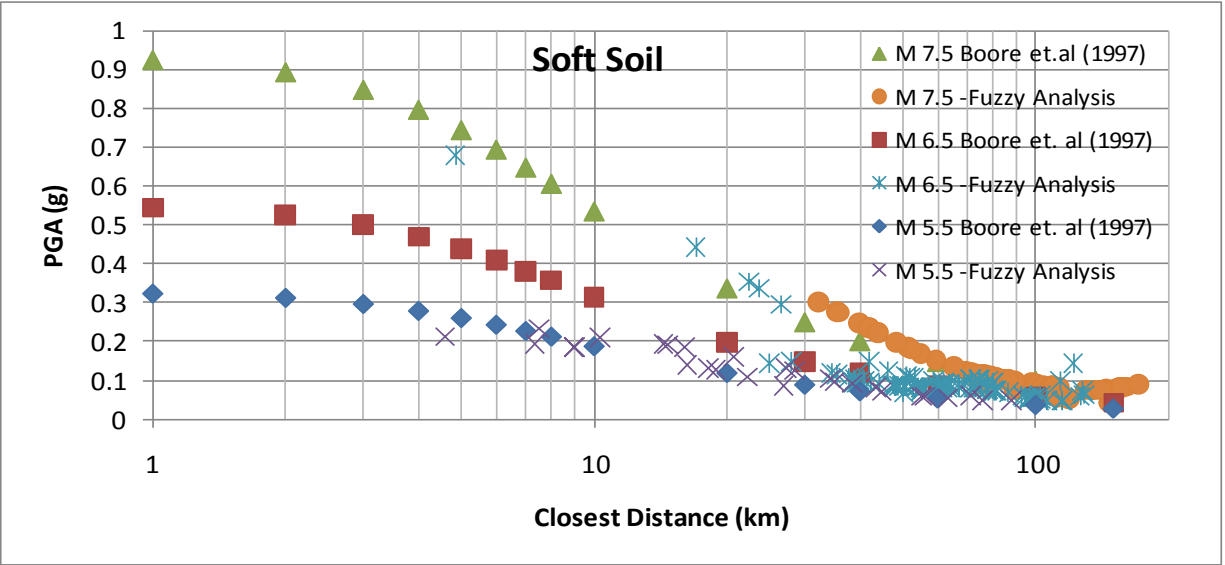 Soft Soil
1
0.9
0.8
0.7
0.6
0.5
0.4
0.3
0.2
0.1
0
PGA (g)
1
10
100
Closest Distance (km)
M 7.5 Boore et.al (1997)
M 7.5 -Fuzzy Analysis
M 6.5 Boore et. al (1997)
M 6.5 -Fuzzy Analysis
M 5.5 Boore et. al (1997)
M 5.5 -Fuzzy Analysis